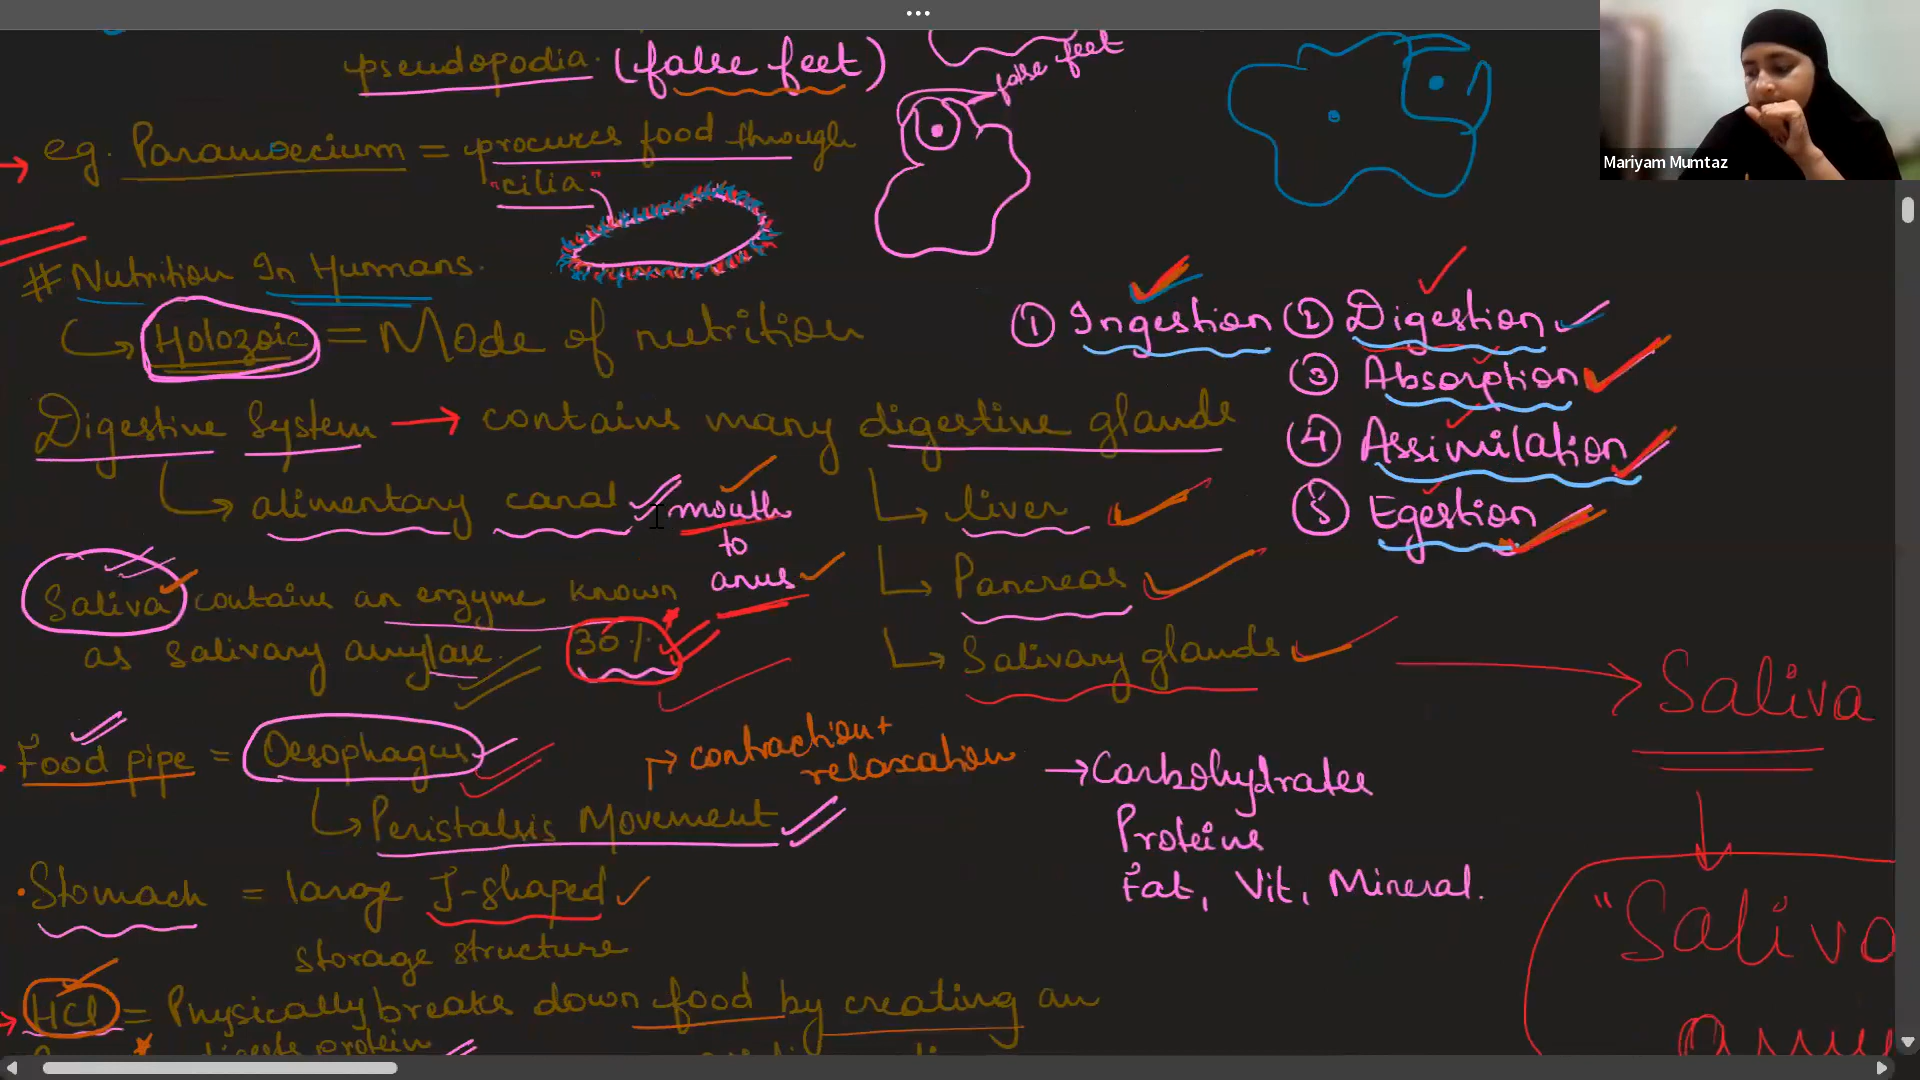 pseudopodia. (false feet)
false feet
eg. Paramoecium = procures food through
"cilia"
Mariyam Mumtaz
# Nutrition In Humans.
Holozoic = Mode of nutrition
① Ingestion ② Digestion
③ Absorption
④ Assimilation
⑤ Egestion
Digestive System → contains many digestive glands
alimentary canal mouth
to
anus
liver
Pancreas
Salivary glands → Saliva
Saliva contains an enzyme known
as salivary amylase. 30%
Food pipe = Oesophagus
contraction+
relaxation
Peristalsis Movement
→ Carbohydrates
Proteins
Fat, Vit, Mineral.
Stomach = large J-shaped
storage structure
"Saliva
HCl = Physically breaks down food by creating an
digests protein